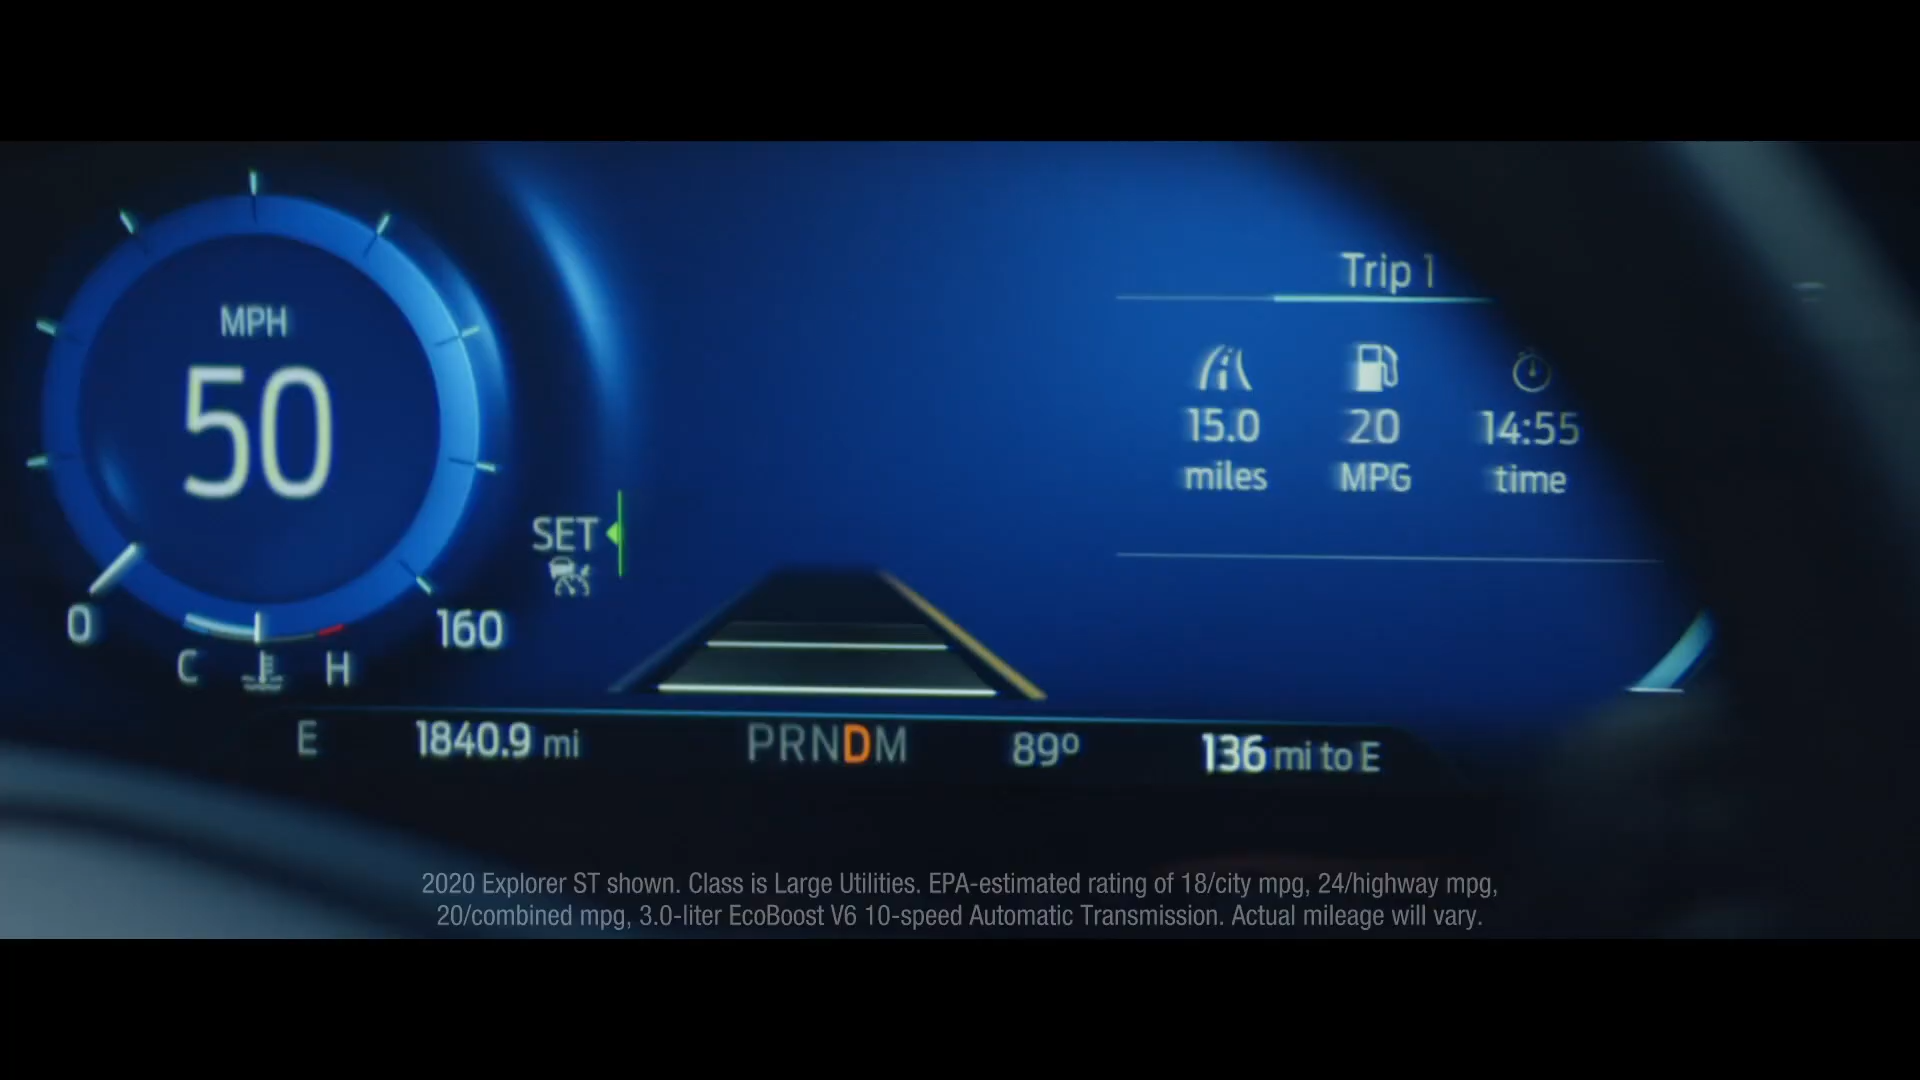 MPH
50
0
160
C
H
SET
Trip 1
15.0 20 14:55
miles MPG time
E 1840.9 mi PRNDM 89º 136 mi to E
2020 Explorer ST shown. Class is Large Utilities. EPA-estimated rating of 18/city mpg, 24/highway mpg,
20/combined mpg, 3.0-liter EcoBoost V6 10-speed Automatic Transmission. Actual mileage will vary.